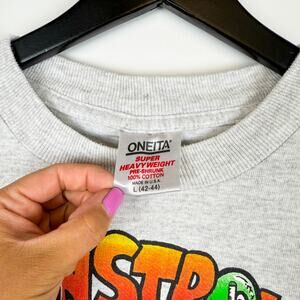 ONEITA
SUPER
HEAVYWEIGHT
PRE-SHRUNK
100% COTTON
MADE IN U.S.A.
L (42-44)